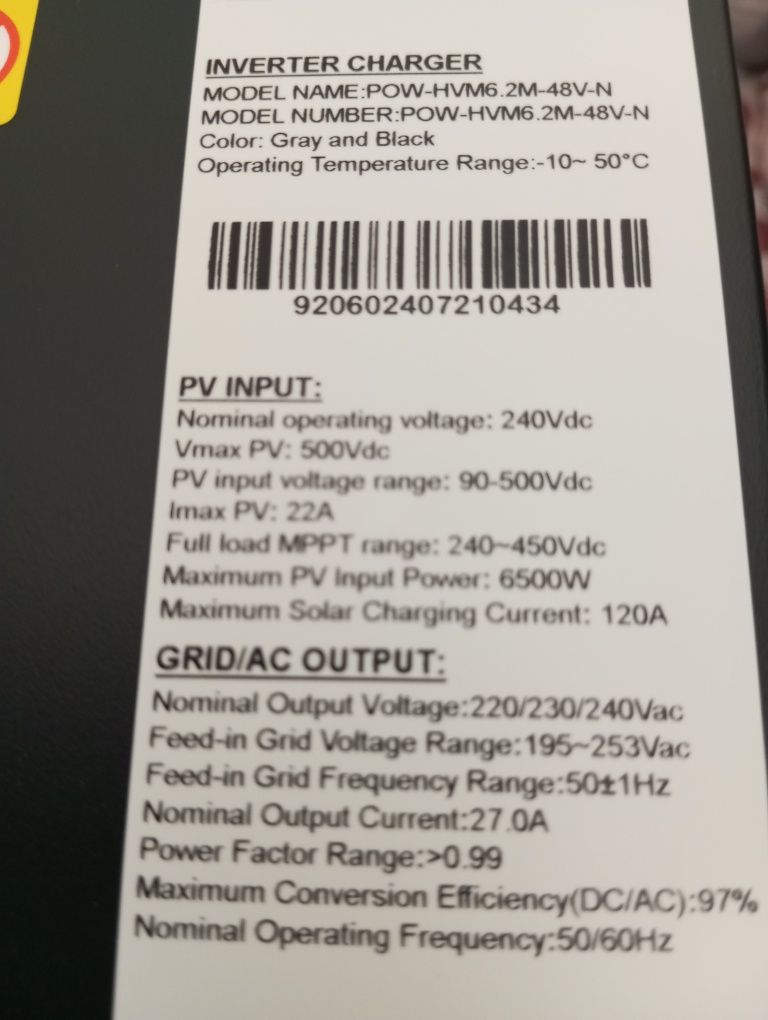 INVERTER CHARGER
MODEL NAME:POW-HVM6.2M-48V-N
MODEL NUMBER:POW-HVM6.2M-48V-N
Color: Gray and Black
Operating Temperature Range:-10~ 50°C
920602407210434
PV INPUT:
Nominal operating voltage: 240Vdc
Vmax PV: 500Vdc
PV input voltage range: 90-500Vdc
Imax PV: 22A
Full load MPPT range: 240~450Vdc
Maximum PV Input Power: 6500W
Maximum Solar Charging Current: 120A
GRID/AC OUTPUT:
Nominal Output Voltage:220/230/240Vac
Feed-in Grid Voltage Range:195~253Vac
Feed-in Grid Frequency Range:50±1Hz
Nominal Output Current:27.0A
Power Factor Range:>0.99
Maximum Conversion Efficiency(DC/AC):97%
Nominal Operating Frequency:50/60Hz